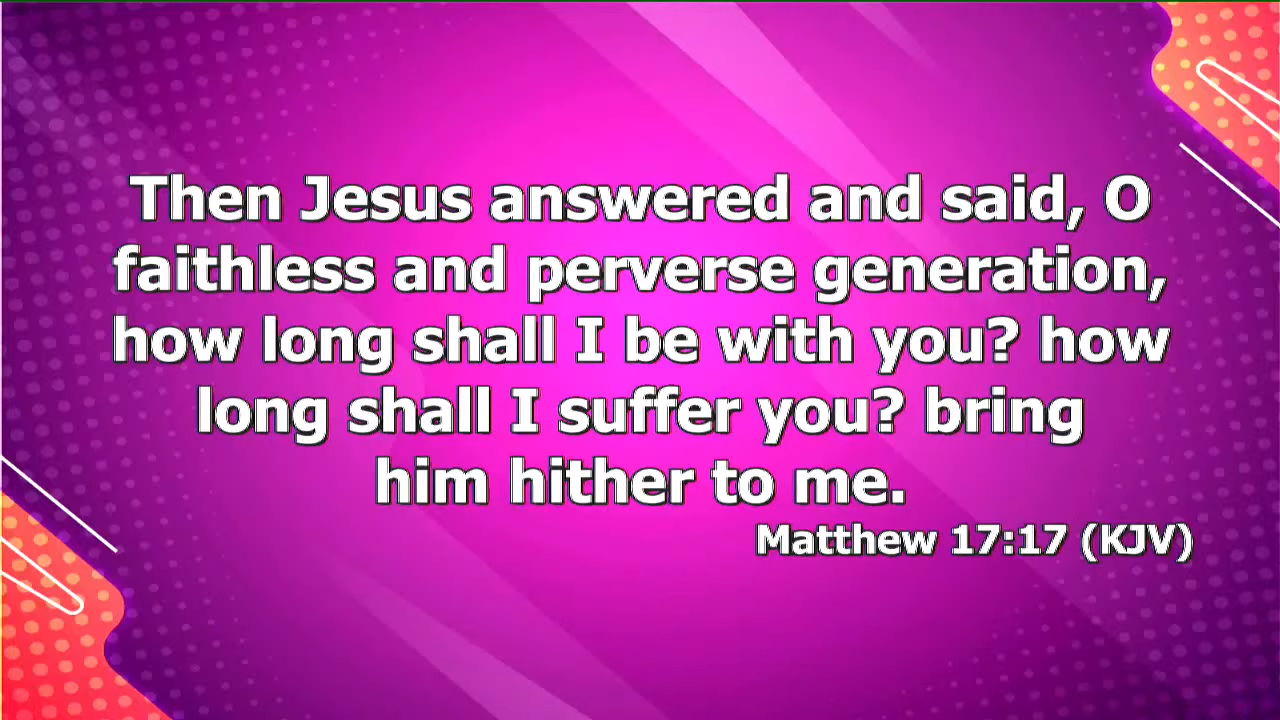 Then Jesus answered and said, O
faithless and perverse generation,
how long shall I be with you? how
long shall I suffer you? bring
him hither to me.
Matthew 17:17 (KJV)